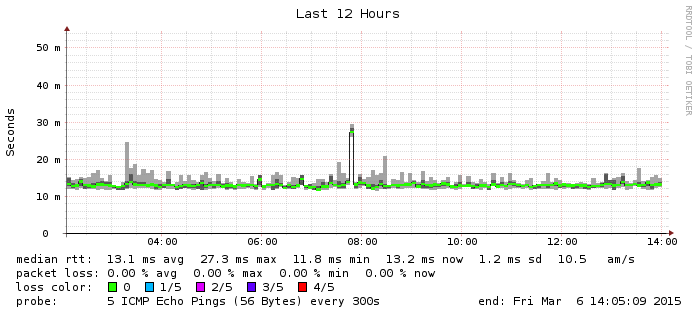 Last 12 Hours
RRDTOOL / TOBI OETIKER
Seconds
50 m
40 m
30 m
20 m
10 m
0
04:00 06:00 08:00 10:00 12:00 14:00
median rtt: 13.1 ms avg 27.3 ms max 11.8 ms min 13.2 ms now 1.2 ms sd 10.5 am/s
packet loss: 0.00 % avg 0.00 % max 0.00 % min 0.00 % now
loss color: 0 1/5 2/5 3/5 4/5
probe: 5 ICMP Echo Pings (56 Bytes) every 300s end: Fri Mar 6 14:05:09 2015